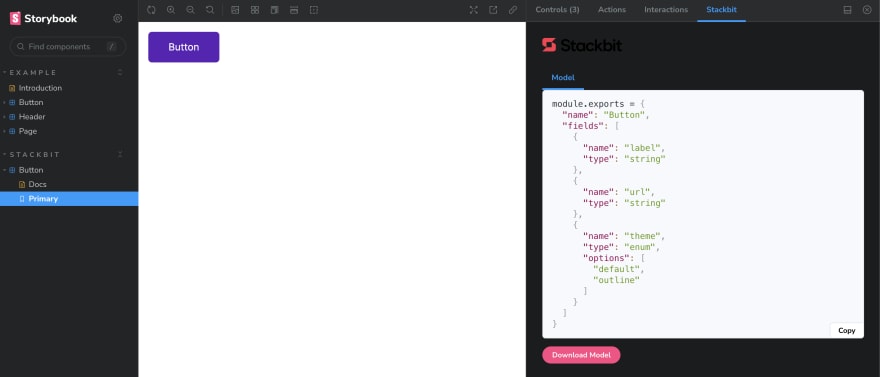 Storybook
Find components /
EXAMPLE
Introduction
Button
Header
Page
STACKBIT
Button
Docs
Primary
Button
Controls (3) Actions Interactions Stackbit
Stackbit
Model
module.exports = {
  "name": "Button",
  "fields": [
    {
      "name": "label",
      "type": "string"
    },
    {
      "name": "url",
      "type": "string"
    },
    {
      "name": "theme",
      "type": "enum",
      "options": [
        "default",
        "outline"
      ]
    }
  ]
}
Copy
Download Model